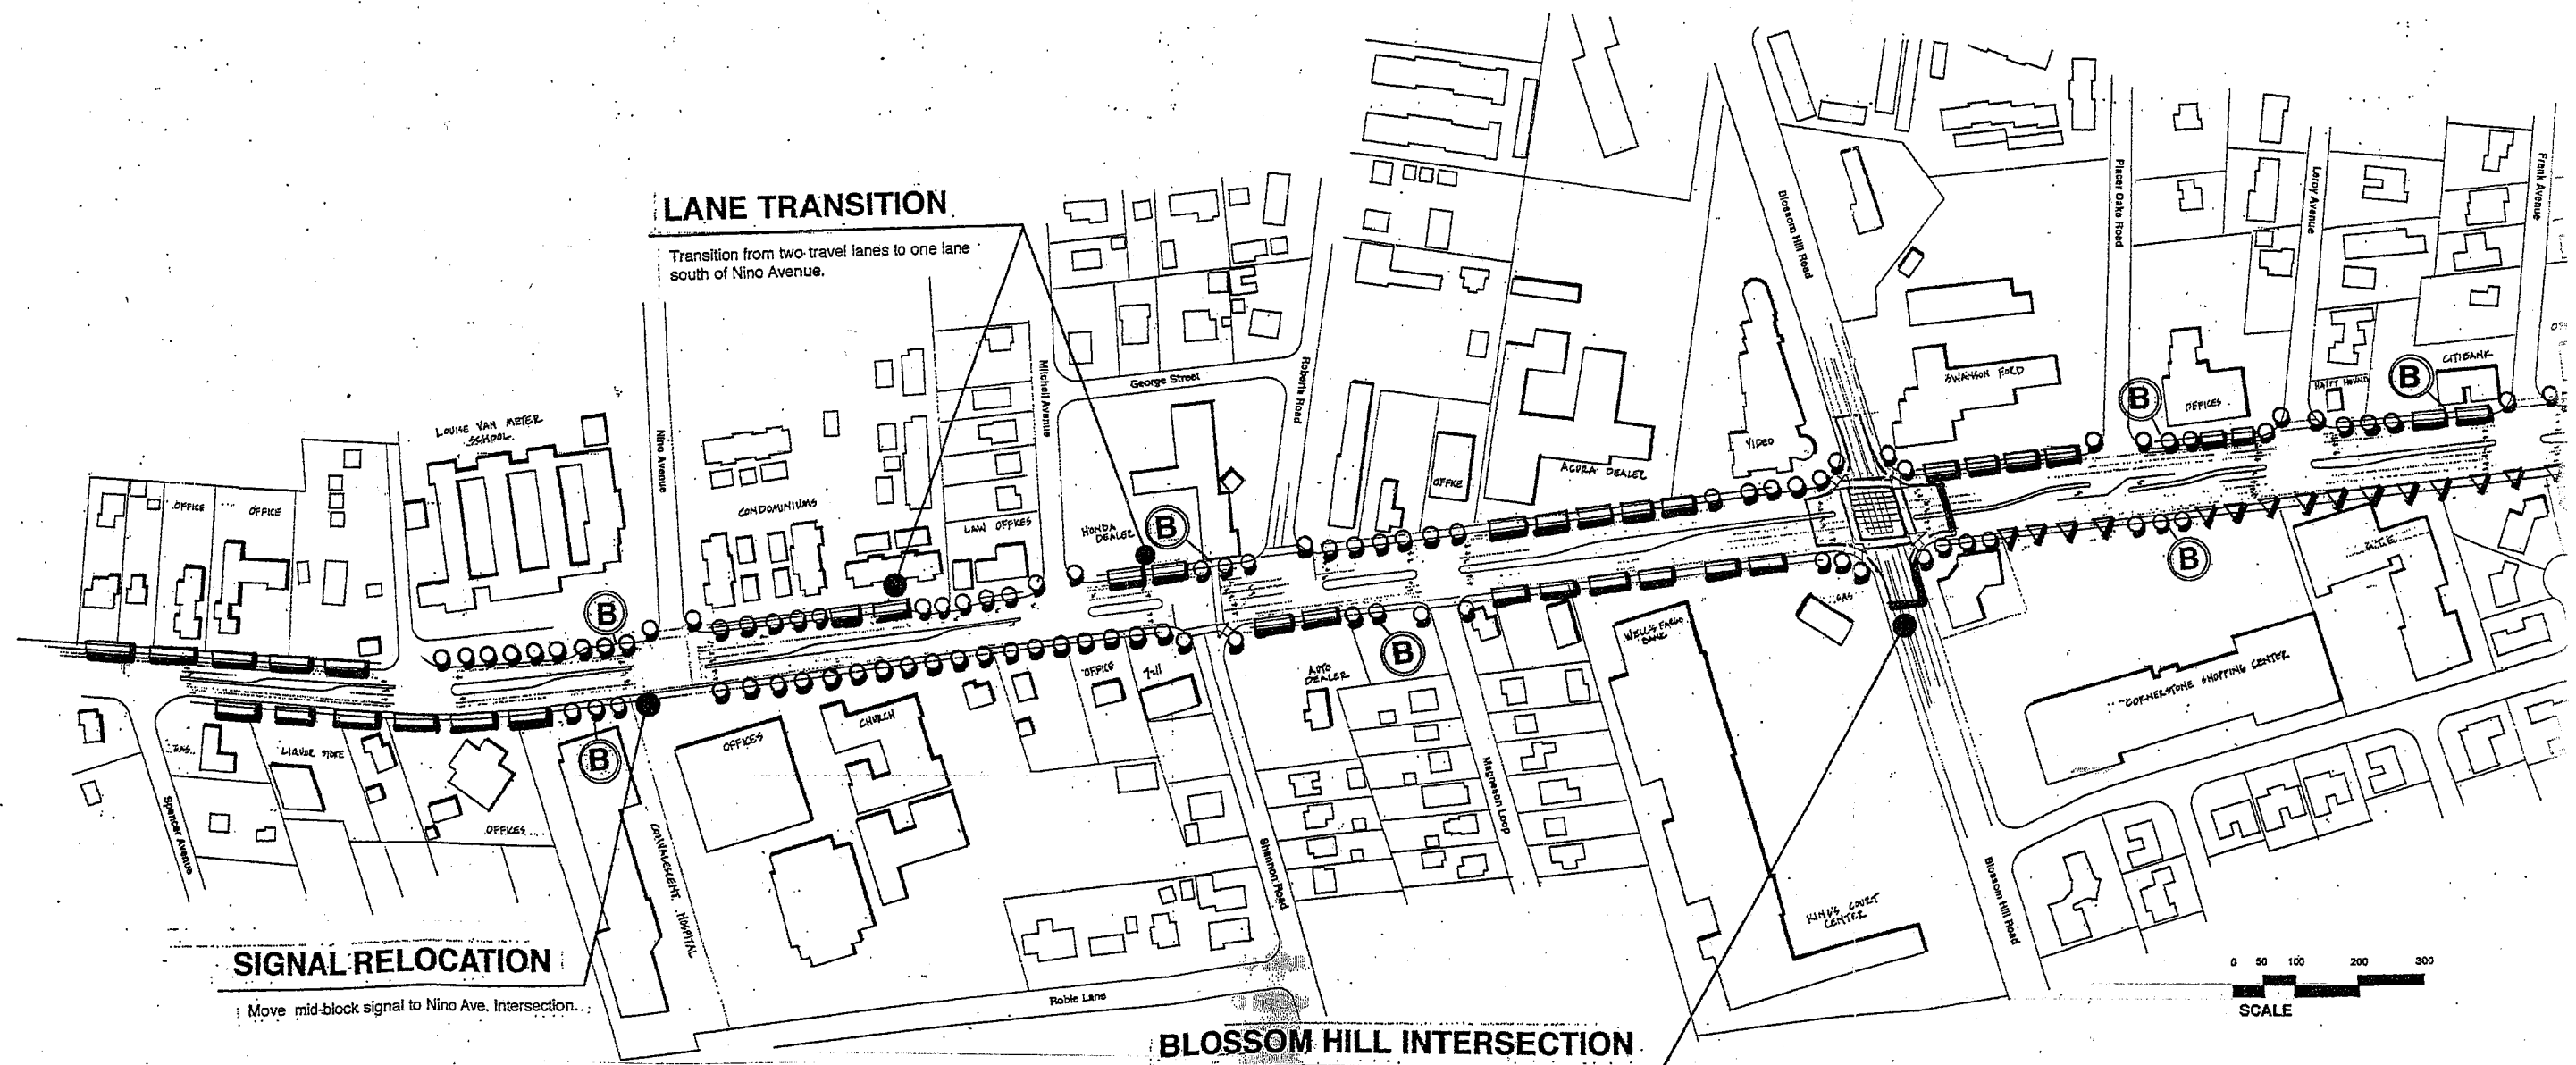 LANE TRANSITION
Transition from two travel lanes to one lane
south of Nino Avenue.
Blossom Hill Road
Placer Oaks Road
Leroy Avenue
Frank Avenue
George Street
Mitchell Avenue
Roberts Road
Nino Avenue
LOUISE VAN METER
SCHOOL
OFFICE
OFFICE
CONDOMINIUMS
LAW OFFICES
HONDA
DEALER
B
OFFICE
ACURA DEALER
VIDEO
SWANSON FORD
B
OFFICES
B
CITIBANK
HAPPY HOUND
B
B
B
B
GAS
LIQUOR STORE
OFFICES
Spencer Avenue
CONVALESCENT HOSPITAL
OFFICES
CHURCH
OFFICE
7-11
AUTO
DEALER
Shannon Road
Magneson Loop
WELLS FARGO
BANK
GAS
KING'S COURT
CENTER
CORNERSTONE SHOPPING CENTER
Blossom Hill Road
Roble Lane
SIGNAL RELOCATION
Move mid-block signal to Nino Ave. intersection.
BLOSSOM HILL INTERSECTION
0 50 100 200 300
SCALE